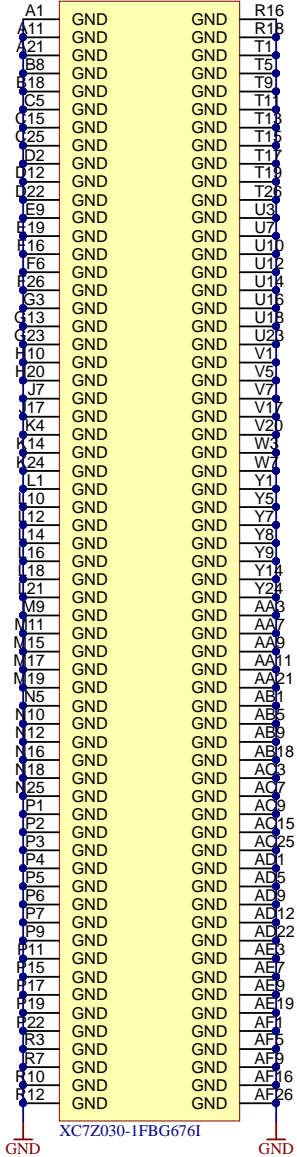 A1 GND GND R16
A11 GND GND R18
A21 GND GND T1
B8 GND GND T5
B18 GND GND T9
C5 GND GND T11
C15 GND GND T13
C25 GND GND T15
D2 GND GND T17
D12 GND GND T19
D22 GND GND T26
E9 GND GND U3
E19 GND GND U7
F16 GND GND U10
F6 GND GND U12
F26 GND GND U14
G3 GND GND U16
G13 GND GND U18
G23 GND GND U23
H10 GND GND V1
H20 GND GND V5
J7 GND GND V7
J17 GND GND V17
K4 GND GND V20
K14 GND GND W3
K24 GND GND W7
L1 GND GND Y1
L10 GND GND Y5
L12 GND GND Y7
L14 GND GND Y8
L16 GND GND Y9
L18 GND GND Y14
L21 GND GND Y24
M9 GND GND AA3
M11 GND GND AA7
M15 GND GND AA9
M17 GND GND AA11
M19 GND GND AA21
N5 GND GND AB1
N10 GND GND AB5
N12 GND GND AB9
N16 GND GND AB18
N18 GND GND AC3
N25 GND GND AC7
P1 GND GND AC9
P2 GND GND AC15
P3 GND GND AC25
P4 GND GND AD1
P5 GND GND AD5
P6 GND GND AD9
P7 GND GND AD12
P9 GND GND AD22
P11 GND GND AE3
P15 GND GND AE7
P17 GND GND AE9
P19 GND GND AE19
P22 GND GND AF1
R3 GND GND AF5
R7 GND GND AF9
R10 GND GND AF16
R12 GND GND AF26
XC7Z030-1FBG676I
GND GND